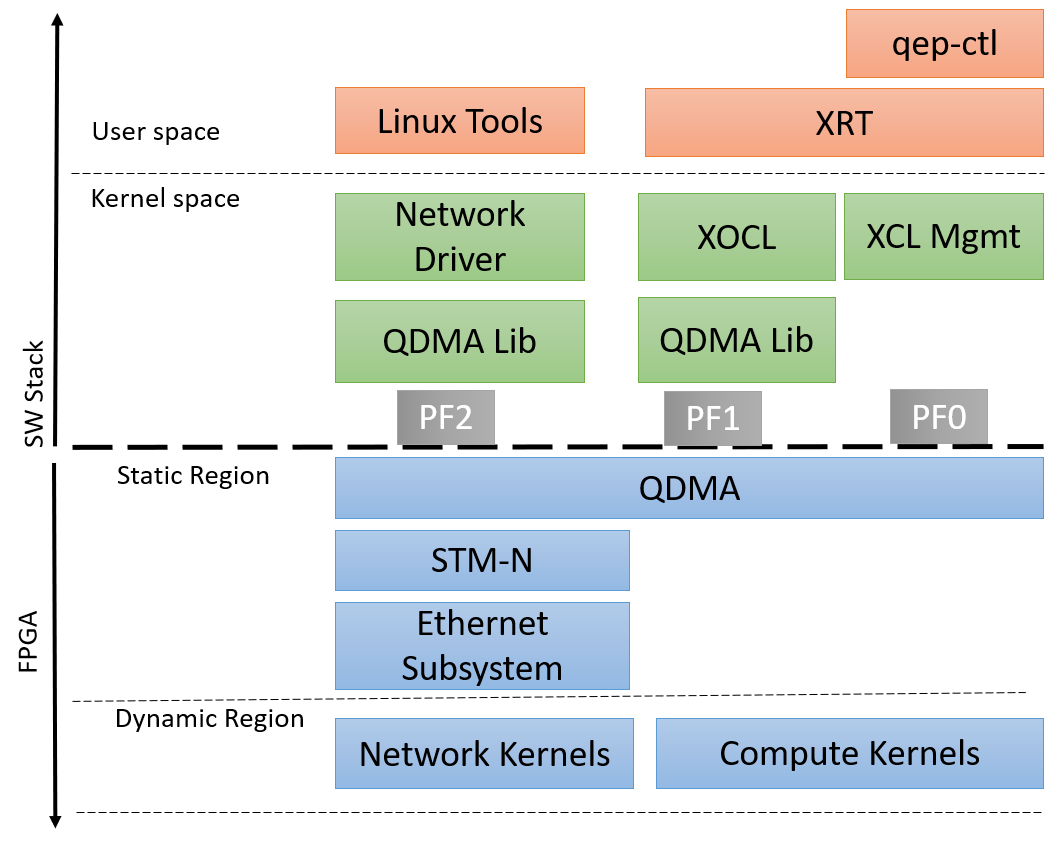 qep-ctl
Linux Tools
XRT
User space
Kernel space
Network
Driver
XOCL
XCL Mgmt
QDMA Lib
QDMA Lib
SW Stack
PF2
PF1
PF0
Static Region
QDMA
STM-N
FPGA
Ethernet
Subsystem
Dynamic Region
Network Kernels
Compute Kernels